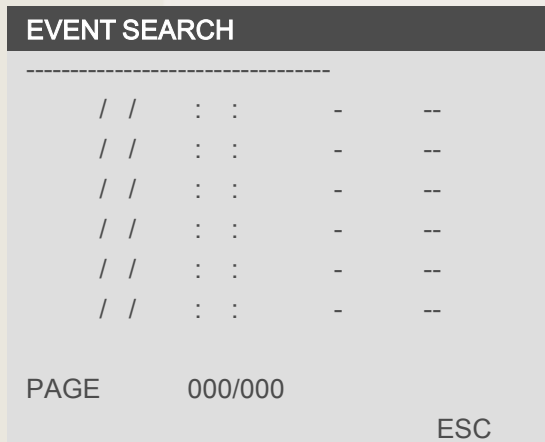 EVENT SEARCH
----------------------------------
/ / : : - --
/ / : : - --
/ / : : - --
/ / : : - --
/ / : : - --
/ / : : - --
PAGE 000/000
ESC